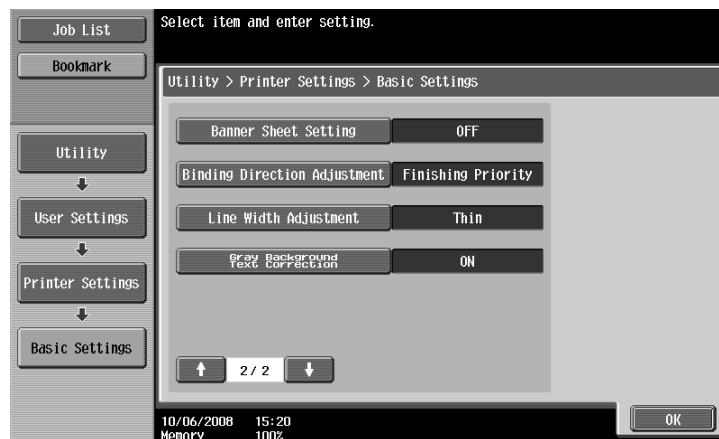 Job List
Bookmark
Select item and enter setting.
Utility > Printer Settings > Basic Settings
Utility
User Settings
Printer Settings
Basic Settings
Banner Sheet Setting OFF
Binding Direction Adjustment Finishing Priority
Line Width Adjustment Thin
Gray Background
Text Correction ON
2/2
10/06/2008 15:20
Memory 100%
OK